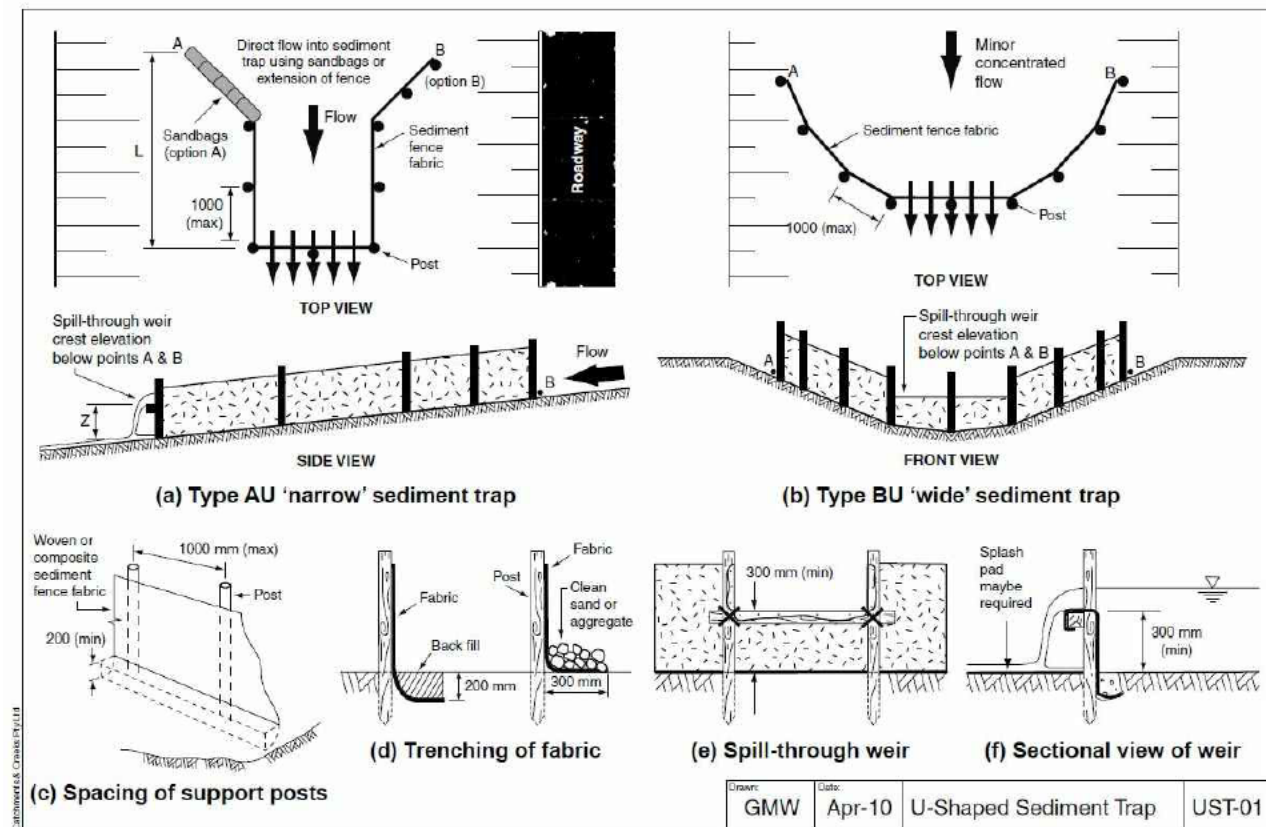 A
Direct flow into sediment
trap using sandbags or
extension of fence
B
(option B)
Flow
Sandbags
(option A)
L
Sediment
fence
fabric
1000
(max)
Post
Roadway
TOP VIEW
Spill-through weir
crest elevation
below points A & B
Flow
B
Z
SIDE VIEW
(a) Type AU ‘narrow’ sediment trap
Minor
concentrated
flow
A
B
Sediment fence fabric
1000 (max)
Post
TOP VIEW
Spill-through weir
crest elevation
below points A & B
A
B
FRONT VIEW
(b) Type BU ‘wide’ sediment trap
Woven or
composite
sediment
fence fabric
1000 mm (max)
Post
200 (min)
(c) Spacing of support posts
Fabric
Back fill
200 mm
Post
Fabric
Clean
sand or
aggregate
300 mm
(d) Trenching of fabric
300 mm (min)
(e) Spill-through weir
Splash
pad
maybe
required
300 mm
(min)
(f) Sectional view of weir
Drawn:
GMW
Date:
Apr-10
U-Shaped Sediment Trap
UST-01
Catchments & Creeks Pty Ltd